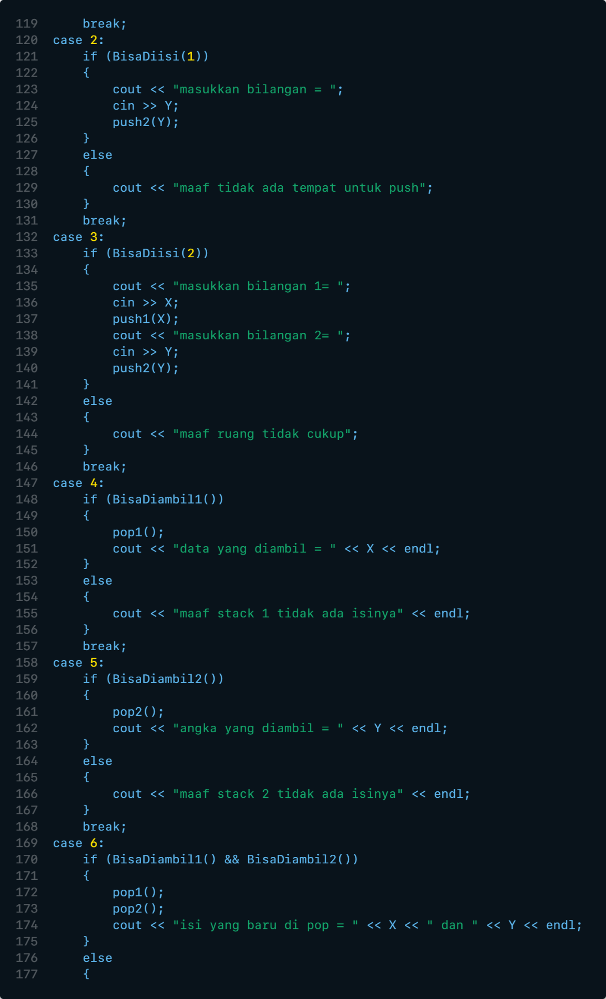 119 break;
120 case 2:
121 if (BisaDiisi(1))
122 {
123 cout << "masukkan bilangan = ";
124 cin >> Y;
125 push2(Y);
126 }
127 else
128 {
129 cout << "maaf tidak ada tempat untuk push";
130 }
131 break;
132 case 3:
133 if (BisaDiisi(2))
134 {
135 cout << "masukkan bilangan 1= ";
136 cin >> X;
137 push1(X);
138 cout << "masukkan bilangan 2= ";
139 cin >> Y;
140 push2(Y);
141 }
142 else
143 {
144 cout << "maaf ruang tidak cukup";
145 }
146 break;
147 case 4:
148 if (BisaDiambil1())
149 {
150 pop1();
151 cout << "data yang diambil = " << X << endl;
152 }
153 else
154 {
155 cout << "maaf stack 1 tidak ada isinya" << endl;
156 }
157 break;
158 case 5:
159 if (BisaDiambil2())
160 {
161 pop2();
162 cout << "angka yang diambil = " << Y << endl;
163 }
164 else
165 {
166 cout << "maaf stack 2 tidak ada isinya" << endl;
167 }
168 break;
169 case 6:
170 if (BisaDiambil1() && BisaDiambil2())
171 {
172 pop1();
173 pop2();
174 cout << "isi yang baru di pop = " << X << " dan " << Y << endl;
175 }
176 else
177 {